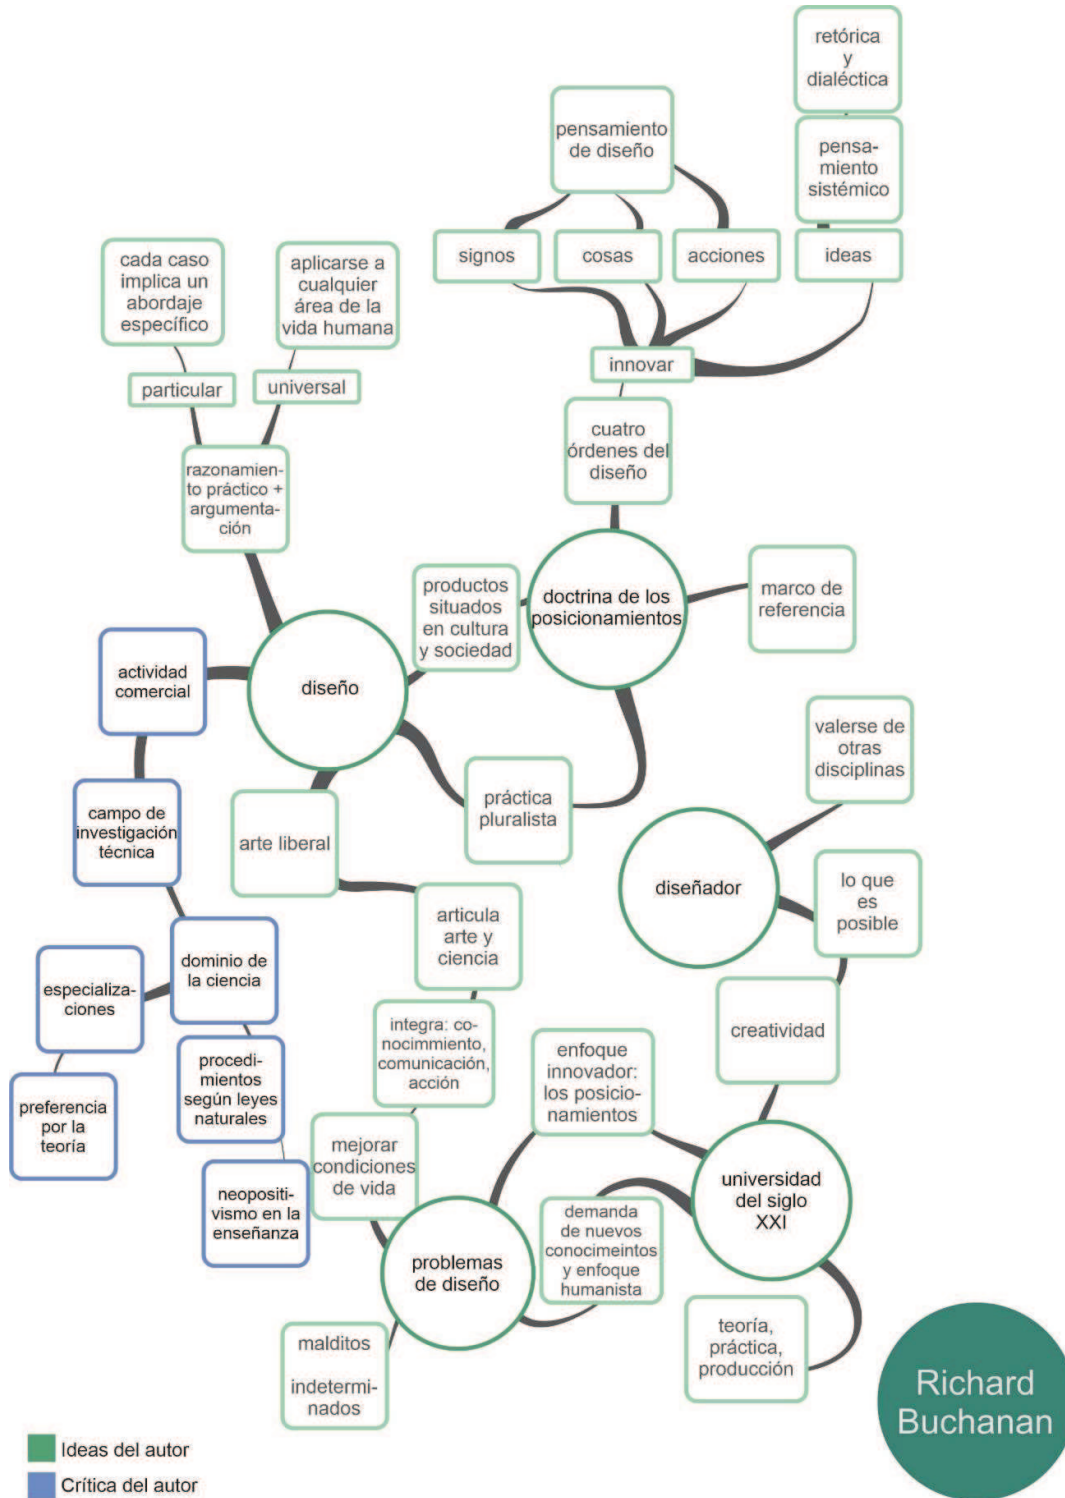 retórica
y
dialéctica
pensamiento
de diseño
pensa-
miento
sistémico
signos
cosas
acciones
ideas
cada caso
implica un
abordaje
específico
aplicarse a
cualquier
área de la
vida humana
innovar
particular
universal
cuatro
órdenes del
diseño
razonamien-
to práctico +
argumenta-
ción
productos
situados
en cultura
y sociedad
doctrina de los
posicionamientos
marco de
referencia
actividad
comercial
diseño
valerse de
otras
disciplinas
práctica
pluralista
campo de
investigación
técnica
arte liberal
diseñador
lo que
es
posible
articula
arte y
ciencia
dominio de
la ciencia
especializa-
ciones
creatividad
integra: co-
nocimmiento,
comunicación,
acción
enfoque
innovador:
los posicio-
namientos
procedi-
mientos
según leyes
naturales
preferencia
por la
teoría
mejorar
condiciones
de vida
universidad
del siglo
XXI
neopositi-
vismo en la
enseñanza
demanda
de nuevos
conocimeintos
y enfoque
humanista
problemas
de diseño
malditos
indetermi-
nados
teoría,
práctica,
producción
Richard
Buchanan
Ideas del autor
Crítica del autor